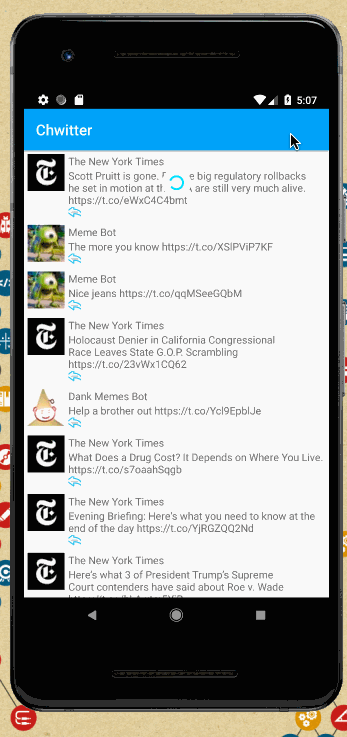 5:07
Chwitter
The New York Times
Scott Pruitt is gone. e big regulatory rollbacks
he set in motion at th are still very much alive.
https://t.co/eWxC4C4bmt
Meme Bot
The more you know https://t.co/XSlPViP7KF
Meme Bot
Nice jeans https://t.co/qqMSeeGQbM
The New York Times
Holocaust Denier in California Congressional
Race Leaves State G.O.P. Scrambling
https://t.co/23vWx1CQ62
Dank Memes Bot
Help a brother out https://t.co/Ycl9EpblJe
The New York Times
What Does a Drug Cost? It Depends on Where You Live.
https://t.co/s7oaahSqgb
The New York Times
Evening Briefing: Here's what you need to know at the
end of the day https://t.co/YjRGZQQ2Nd
The New York Times
Here's what 3 of President Trump's Supreme
Court contenders have said about Roe v. Wade